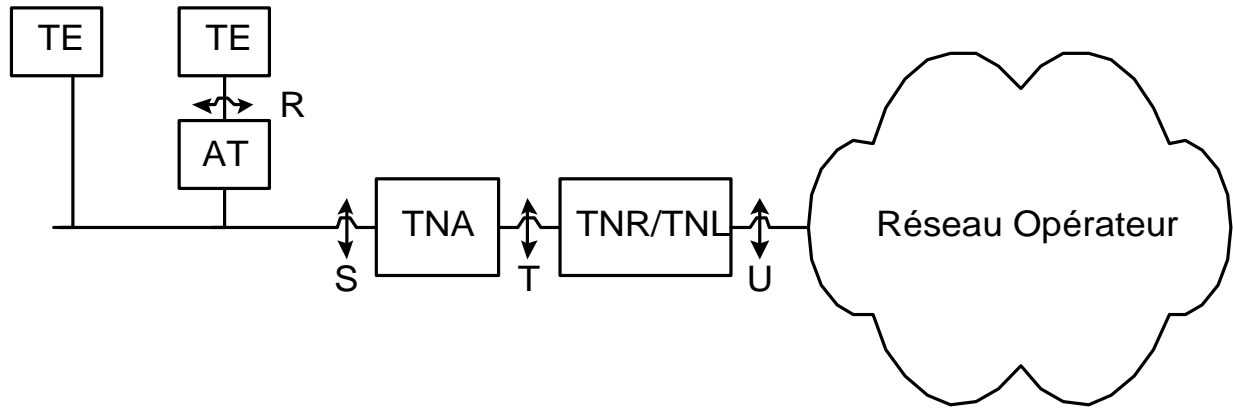 TE
TE
R
AT
TNA
TNR/TNL
Réseau Opérateur
S
T
U